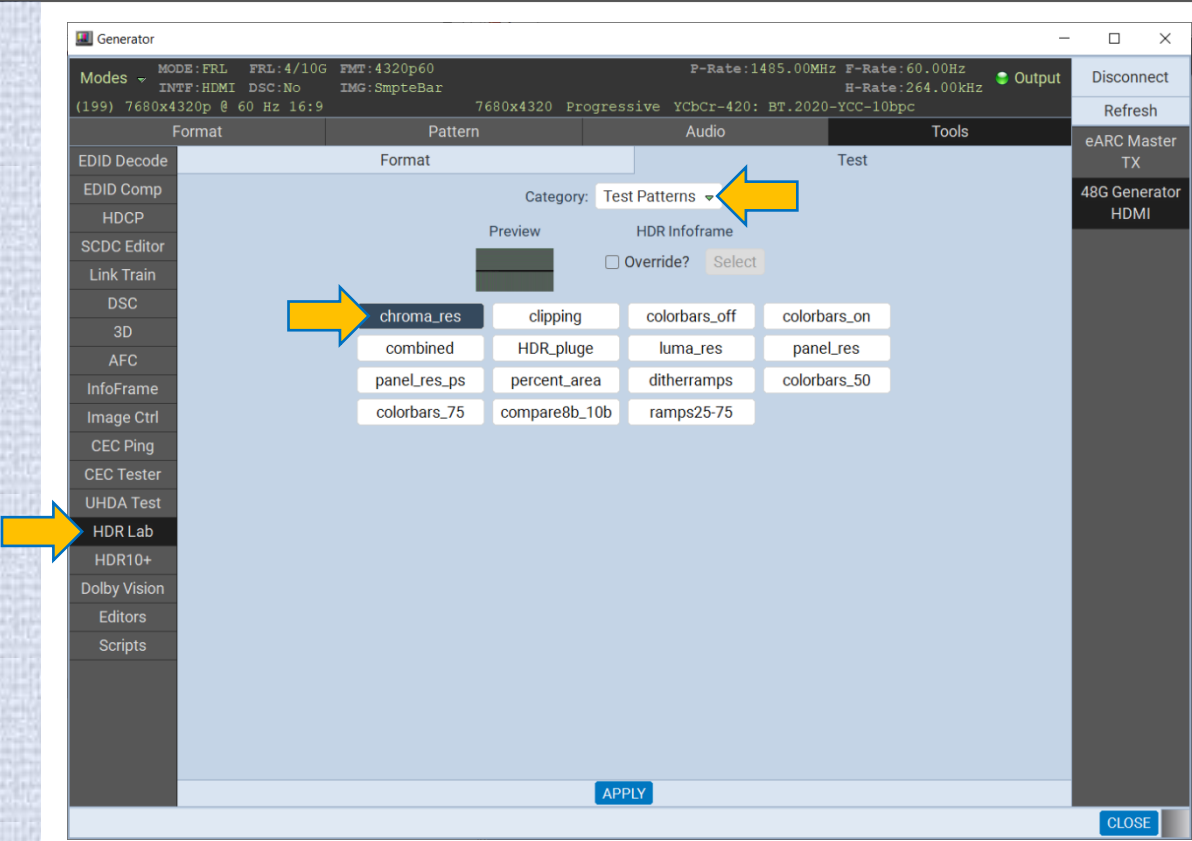 Generator
Modes MODE:FRL FRL:4/10G FMT:4320p60 P-Rate:1485.00MHz F-Rate:60.00Hz Output
INTF:HDMI DSC:No IMG:SmpteBar H-Rate:264.00kHz
(199) 7680x4320p @ 60 Hz 16:9 7680x4320 Progressive YCbCr-420: BT.2020-YCC-10bpc
Disconnect
Refresh
Format Pattern Audio Tools
eARC Master
TX
48G Generator
HDMI
EDID Decode
EDID Comp
HDCP
SCDC Editor
Link Train
DSC
3D
AFC
InfoFrame
Image Ctrl
CEC Ping
CEC Tester
UHDA Test
HDR Lab
HDR10+
Dolby Vision
Editors
Scripts
Format Test
Category: Test Patterns
Preview HDR Infoframe
Override? Select
chroma_res clipping colorbars_off colorbars_on
combined HDR_pluge luma_res panel_res
panel_res_ps percent_area ditherramps colorbars_50
colorbars_75 compare8b_10b ramps25-75
APPLY
CLOSE